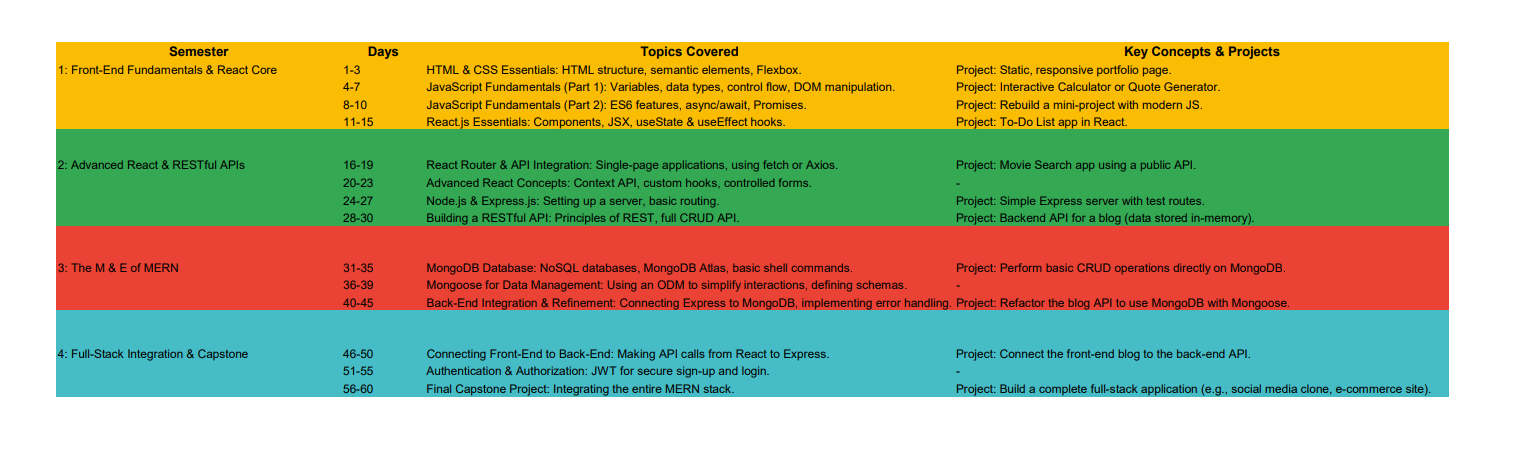 Semester Days Topics Covered Key Concepts & Projects
1: Front-End Fundamentals & React Core 1-3 HTML & CSS Essentials: HTML structure, semantic elements, Flexbox. Project: Static, responsive portfolio page.
4-7 JavaScript Fundamentals (Part 1): Variables, data types, control flow, DOM manipulation. Project: Interactive Calculator or Quote Generator.
8-10 JavaScript Fundamentals (Part 2): ES6 features, async/await, Promises. Project: Rebuild a mini-project with modern JS.
11-15 React.js Essentials: Components, JSX, useState & useEffect hooks. Project: To-Do List app in React.
2: Advanced React & RESTful APIs 16-19 React Router & API Integration: Single-page applications, using fetch or Axios. Project: Movie Search app using a public API.
20-23 Advanced React Concepts: Context API, custom hooks, controlled forms. -
24-27 Node.js & Express.js: Setting up a server, basic routing. Project: Simple Express server with test routes.
28-30 Building a RESTful API: Principles of REST, full CRUD API. Project: Backend API for a blog (data stored in-memory).
3: The M & E of MERN 31-35 MongoDB Database: NoSQL databases, MongoDB Atlas, basic shell commands. Project: Perform basic CRUD operations directly on MongoDB.
36-39 Mongoose for Data Management: Using an ODM to simplify interactions, defining schemas. -
40-45 Back-End Integration & Refinement: Connecting Express to MongoDB, implementing error handling. Project: Refactor the blog API to use MongoDB with Mongoose.
4: Full-Stack Integration & Capstone 46-50 Connecting Front-End to Back-End: Making API calls from React to Express. Project: Connect the front-end blog to the back-end API.
51-55 Authentication & Authorization: JWT for secure sign-up and login. -
56-60 Final Capstone Project: Integrating the entire MERN stack. Project: Build a complete full-stack application (e.g., social media clone, e-commerce site).